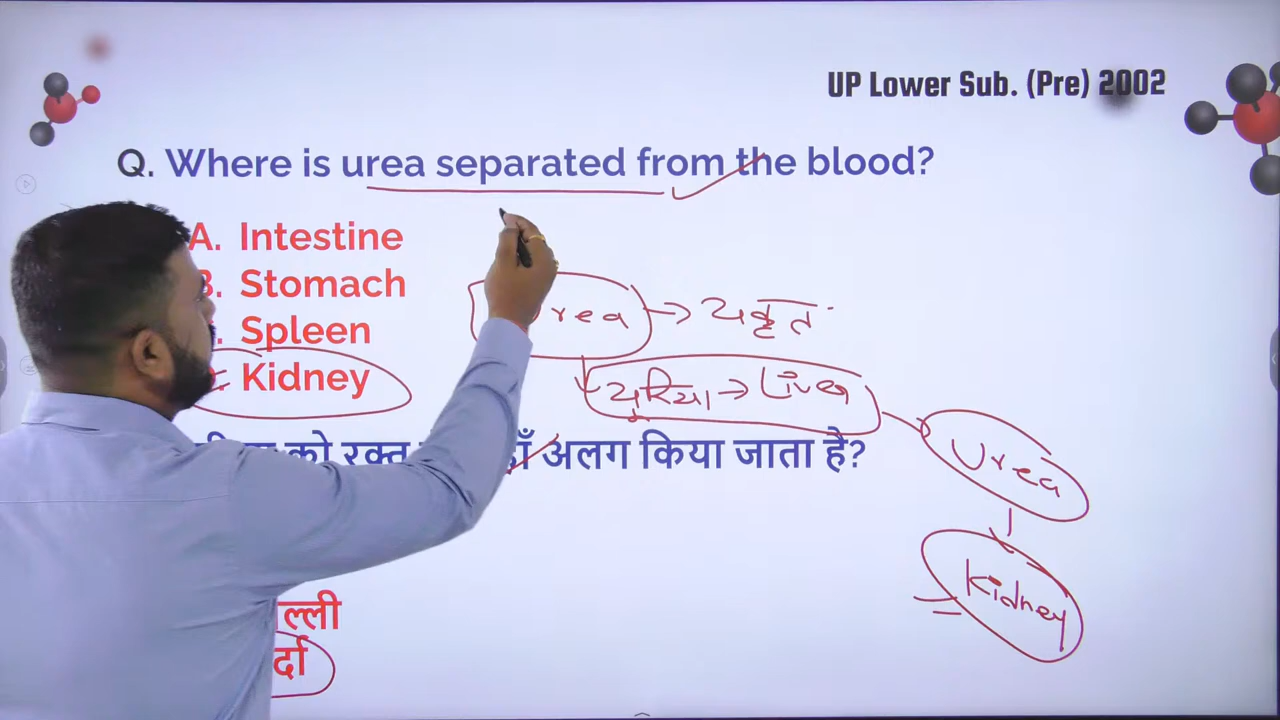 UP Lower Sub. (Pre) 2002
Q. Where is urea separated from the blood?
A. Intestine
B. Stomach
Spleen
Kidney
→ यकृत
यूरिया → Liver
Urea
Kidney
को रक्त अलग किया जाता है?